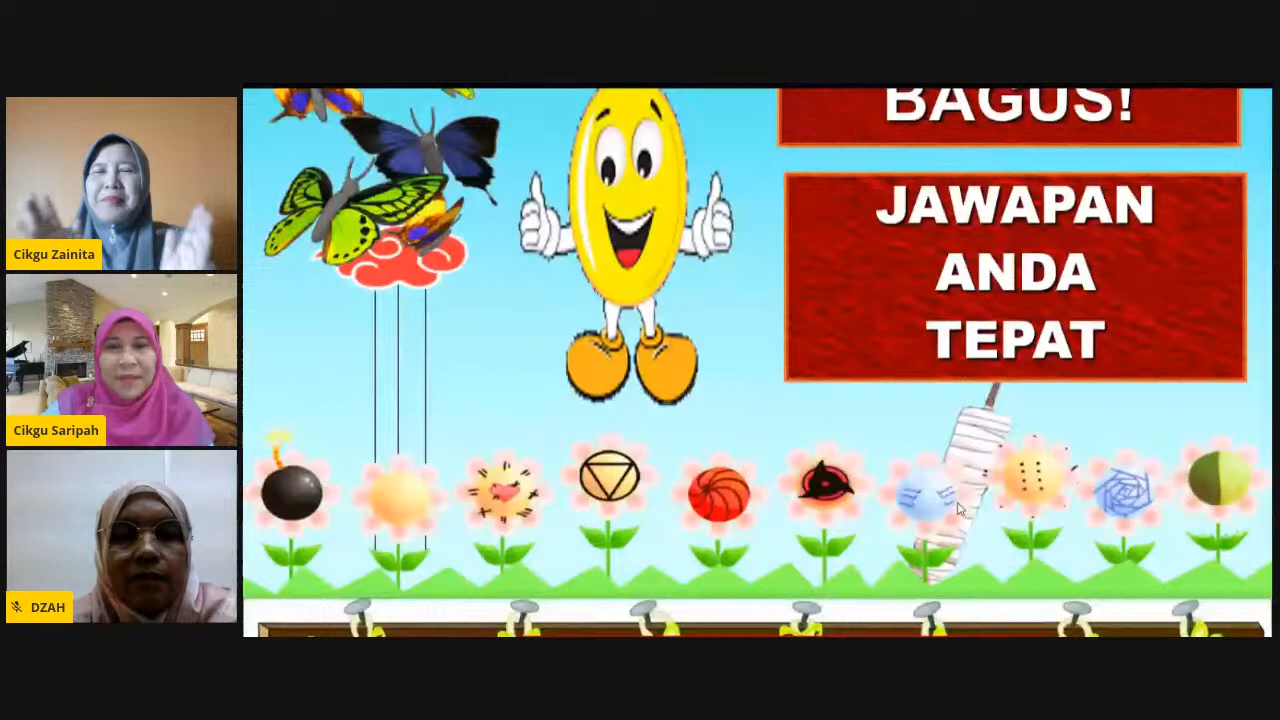 Cikgu Zainita
Cikgu Saripah
DZAH
BAGUS!
JAWAPAN
ANDA
TEPAT